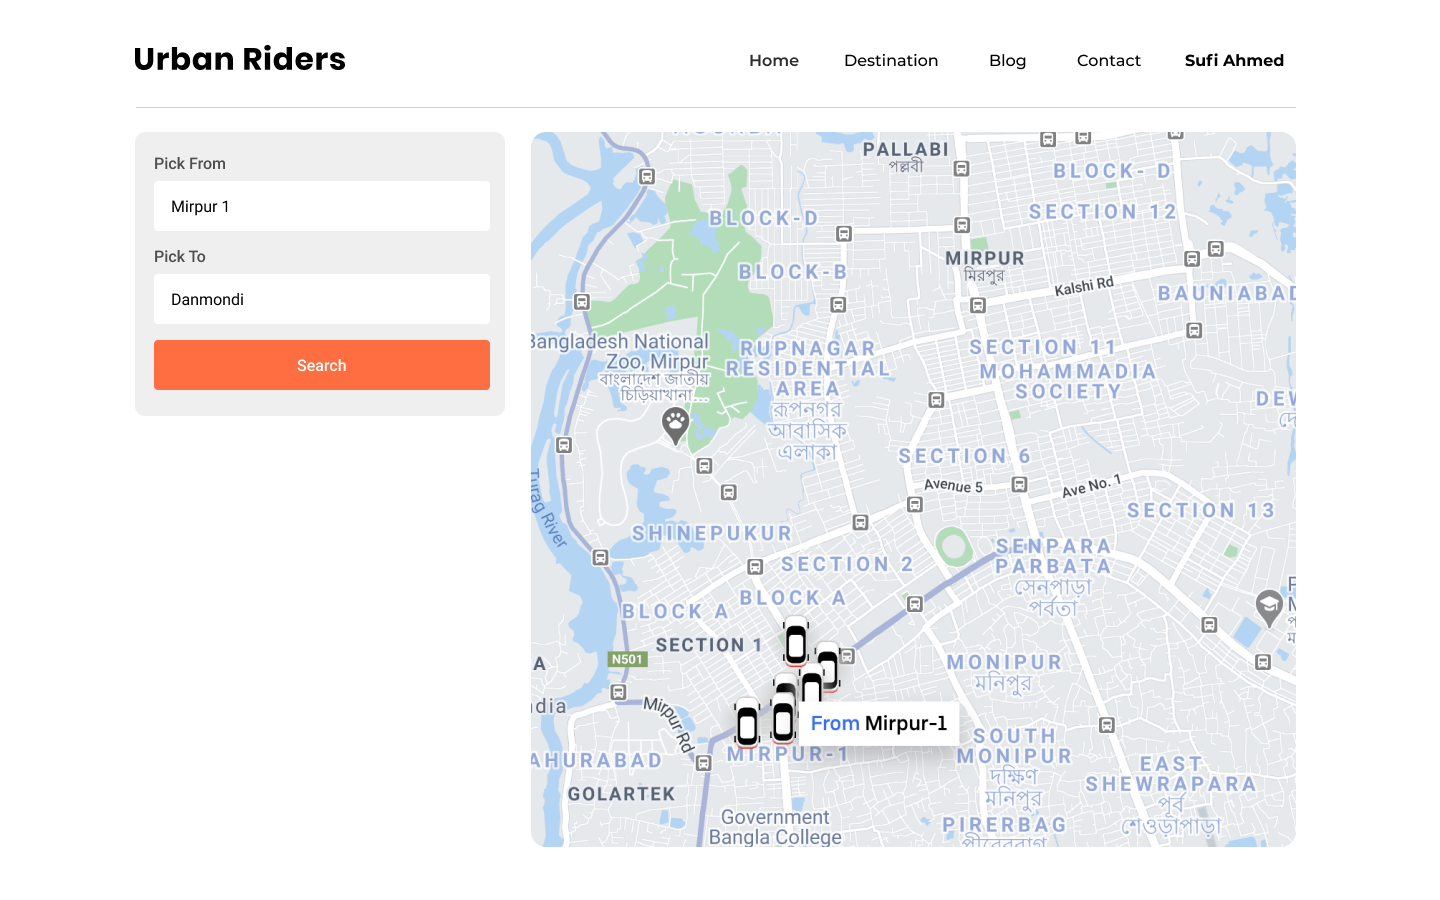 Urban Riders
Home
Destination
Blog
Contact
Sufi Ahmed
Pick From
Mirpur 1
Pick To
Danmondi
Search
PALLABI
পল্লবী
BLOCK- D
SECTION 12
BLOCK-D
MIRPUR
মিরপুর
BLOCK-B
Kalshi Rd
BAUNIABAD
Bangladesh National
Zoo, Mirpur
বাংলাদেশ জাতীয়
চিড়িয়াখানা...
RUPNAGAR
RESIDENTIAL
AREA
রূপনগর
আবাসিক
এলাকা
SECTION 11
MOHAMMADIA
SOCIETY
SECTION 6
Avenue 5
Ave No. 1
Turag River
SECTION 13
SHINEPUKUR
SECTION 2
SENPARA
PARBATA
সেনপাড়া
পর্বতা
BLOCK A
BLOCK A
SECTION 1
N501
Mirpur Rd
MONIPUR
মনিপুর
From Mirpur-1
MIRPUR-1
SOUTH
MONIPUR
দক্ষিণ
মনিপুর
AHURABAD
GOLARTEK
EAST
SHEWRAPARA
পূর্ব
শেওড়াপাড়া
Government
Bangla College
PIRERBAG
পীরেরবাগ